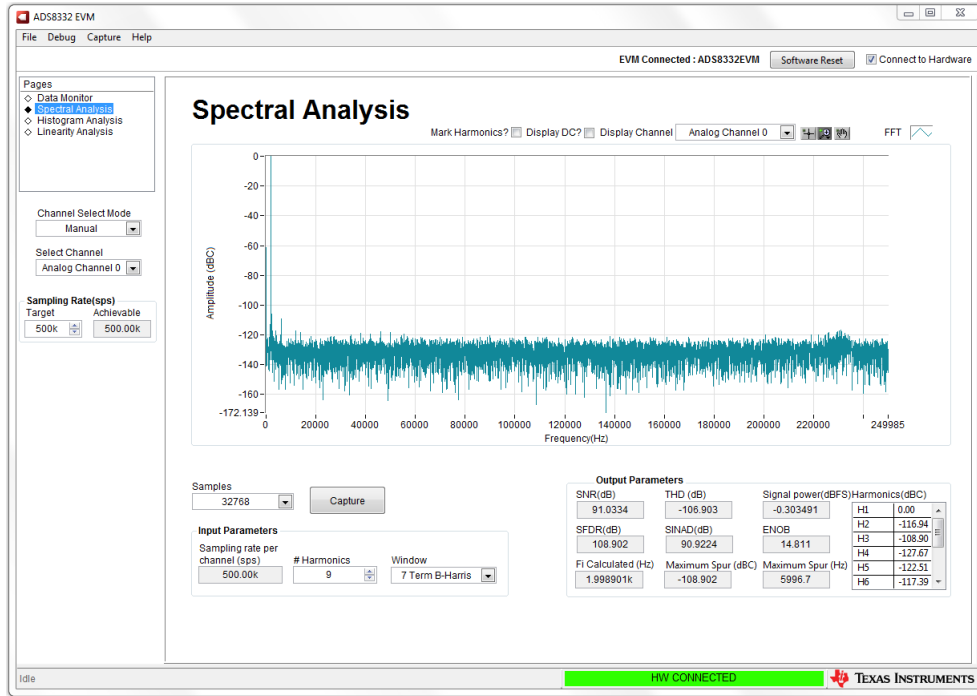 ADS8332 EVM
File Debug Capture Help
EVM Connected : ADS8332EVM Software Reset Connect to Hardware
Pages
Data Monitor
Spectral Analysis
Histogram Analysis
Linearity Analysis
Channel Select Mode
Manual
Select Channel
Analog Channel 0
Sampling Rate(sps)
Target Achievable
500k 500.00k
Spectral Analysis
Mark Harmonics? Display DC? Display Channel Analog Channel 0 FFT
Amplitude (dBC)
0
-20
-40
-60
-80
-100
-120
-140
-160
-172.139
0 20000 40000 60000 80000 100000 120000 140000 160000 180000 200000 220000 249985
Frequency(Hz)
Samples
32768 Capture
Input Parameters
Sampling rate per channel (sps)
500.00k
# Harmonics
9
Window
7 Term B-Harris
Output Parameters
SNR(dB) THD (dB) Signal power(dBFS)
91.0334 -106.903 -0.303491
SFDR(dB) SINAD(dB) ENOB
108.902 90.9224 14.811
Fi Calculated (Hz) Maximum Spur (dBC) Maximum Spur (Hz)
1.998901k -108.902 5996.7
Harmonics(dBC)
H1 0.00
H2 -116.94
H3 -108.90
H4 -127.67
H5 -122.51
H6 -117.39
Idle HW CONNECTED TEXAS INSTRUMENTS